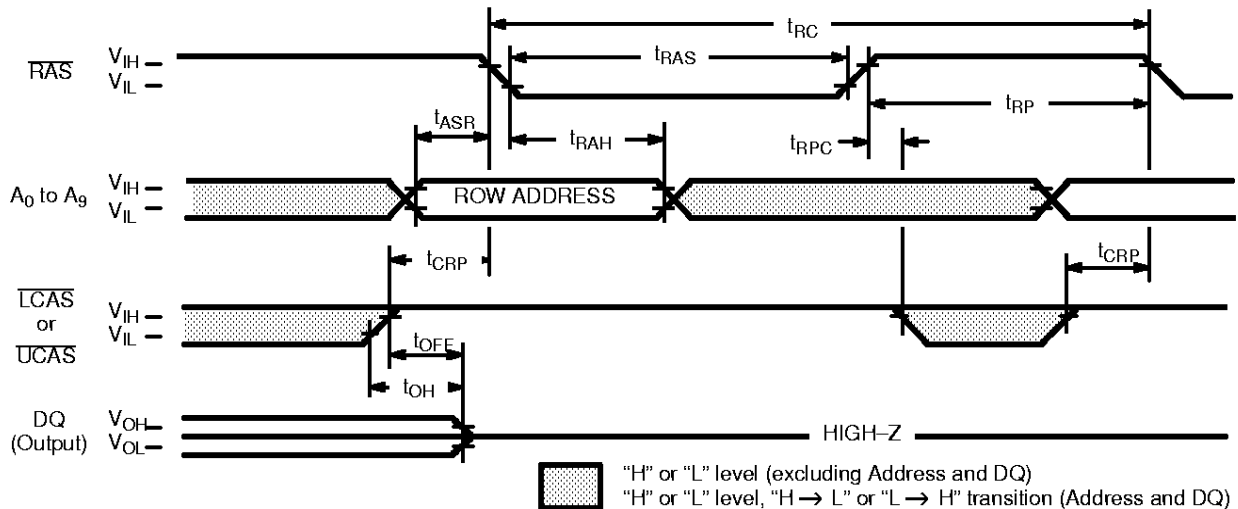 tRC
RAS
VIH
VIL
tRAS
tRP
tASR
tRAH
tRPC
A0 to A9
VIH
VIL
ROW ADDRESS
tCRP
tCRP
LCAS
or
UCAS
VIH
VIL
tOFF
tOH
DQ
(Output)
VOH
VOL
HIGH–Z
“H” or “L” level (excluding Address and DQ)
“H” or “L” level, “H → L” or “L → H” transition (Address and DQ)